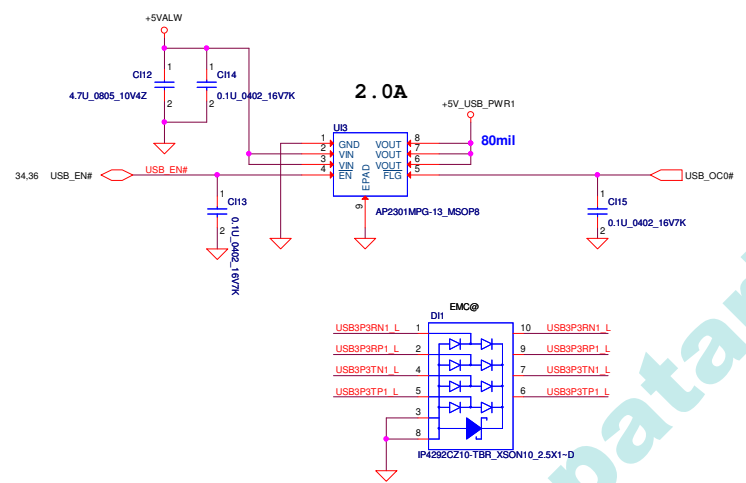 +5VALW
1
CI12
4.7U_0805_10V4Z
2
1
CI14
0.1U_0402_16V7K
2
2.0A
+5V_USB_PWR1
80mil
UI3
1 GND VOUT 8
2 VIN VOUT 7
3 VIN VOUT 6
4 EN FLG 5
EPAD
9
AP2301MPG-13_MSOP8
34,36 USB_EN# USB_EN#
USB_OC0#
1
CI13
2
0.1U_0402_16V7K
1
CI15
2
0.1U_0402_16V7K
EMC@
DI1
USB3P3RN1_L 1 10 USB3P3RN1_L
USB3P3RP1_L 2 9 USB3P3RP1_L
USB3P3TN1_L 4 7 USB3P3TN1_L
USB3P3TP1_L 5 6 USB3P3TP1_L
3
8
IP4292CZ10-TBR_XSON10_2.5X1~D